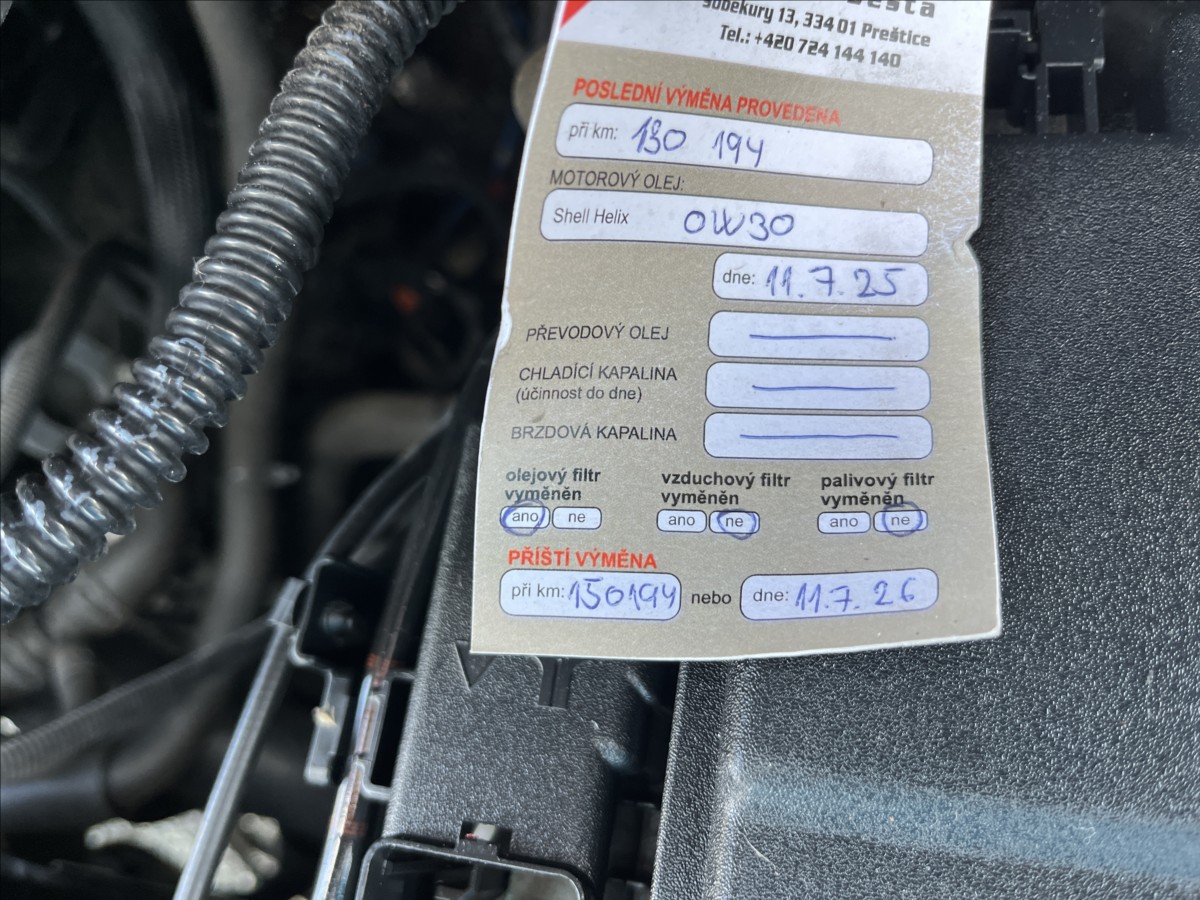 Soběkury 13, 334 01 Preštice
Tel.: +420 724 144 140
POSLEDNÍ VÝMĚNA PROVEDENA
při km: 130 194
MOTOROVÝ OLEJ:
Shell Helix 0W30
dne: 11.7.25
PŘEVODOVÝ OLEJ
CHLADÍCÍ KAPALINA
(účinnost do dne)
BRZDOVÁ KAPALINA
olejový filtr vzduchový filtr palivový filtr
vyměněn vyměněn vyměněn
ano ne ano ne ano ne
PŘÍŠTÍ VÝMĚNA
při km: 150194 nebo dne: 11.7.26